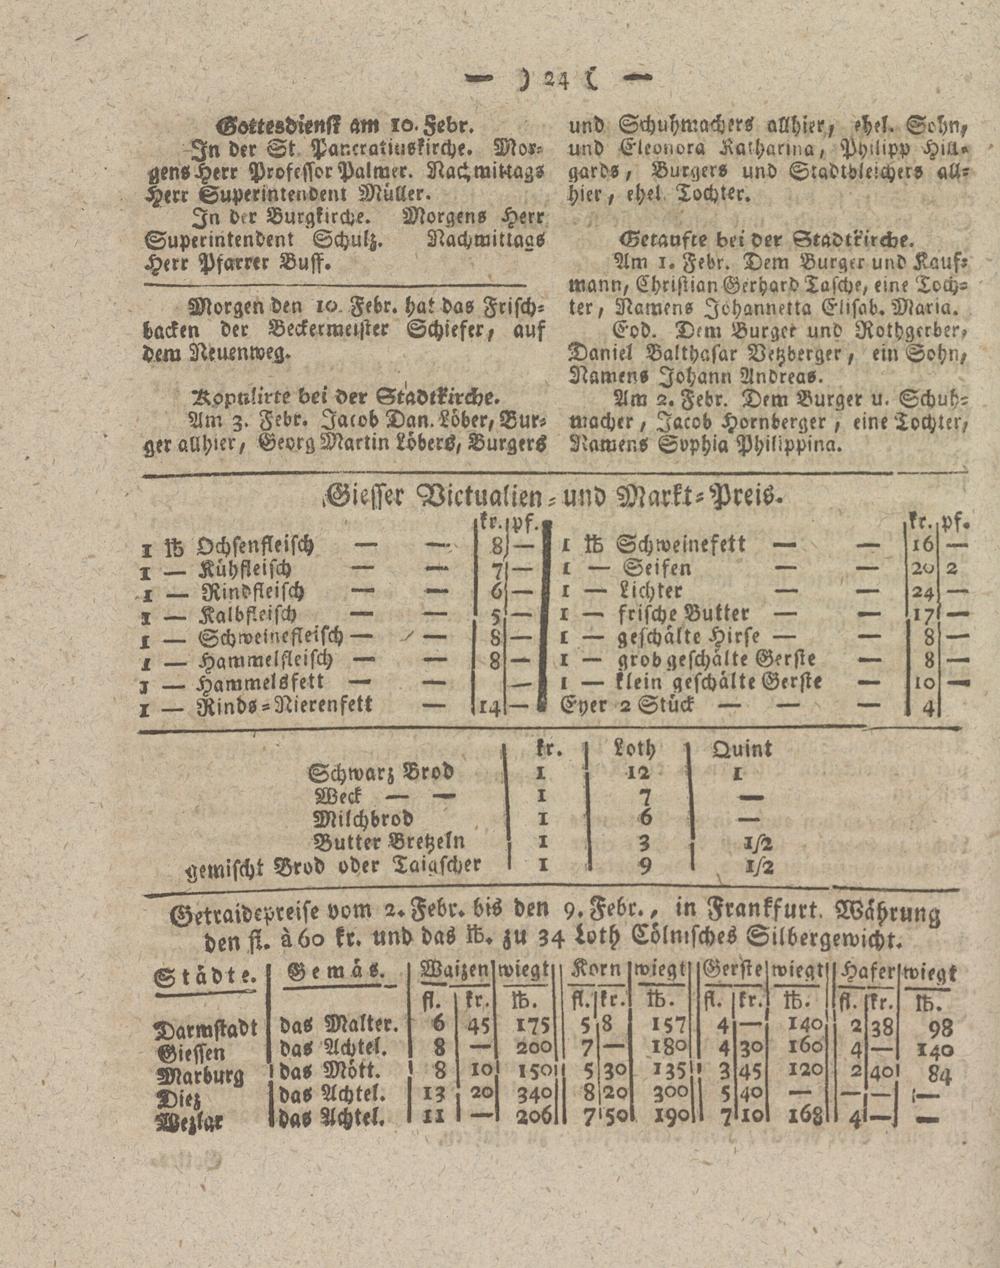 — ) 24 ( —
Gottesdienst am 10. Febr.
In der St. Pancratiuskirche. Mor-
gens Herr Professor Palmer. Nachmittags
Herr Superintendent Müller.
In der Burgkirche. Morgens Herr
Superintendent Schulz. Nachmittags
Herr Pfarrer Buff.
Morgen den 10. Febr. hat das Frisch-
backen der Beckermeister Schiefer, auf
dem Neuenweg.
Kopulirte bei der Stadtkirche.
Am 3. Febr. Jacob Dan. Löber, Bur-
ger allhier, Georg Martin Löbers, Burgers
und Schuhmachers allhier, ehel. Sohn,
und Eleonora Katharina, Philipp Hill-
gards, Burgers und Stadtbleichers all-
hier, ehel Tochter.
Getaufte bei der Stadtkirche.
Am 1. Febr. Dem Burger und Kauf-
mann, Christian Gerhard Tasche, eine Toch-
ter, Namens Johannetta Elisab. Maria.
Eod. Dem Burger und Rothgerber,
Daniel Balthasar Vetzberger, ein Sohn,
Namens Johann Andreas.
Am 2. Febr. Dem Burger u. Schuh-
macher, Jacob Hornberger, eine Tochter,
Namens Sophia Philippina.
Giesser Victualien- und Markt-Preis.
kr. pf.
1 ℔ Ochsenfleisch — — 8 —
1 — Kühfleisch — — 7 —
1 — Rindfleisch — — 6 —
1 — Kalbfleisch — — 5 —
1 — Schweinefleisch — — 8 —
1 — Hammelfleisch — — 8 —
1 — Hammelsfett — — —
1 — Rinds-Nierenfett — 14 —
kr. pf.
1 ℔ Schweinefett — — 16 —
1 — Seifen — — 20 2
1 — Lichter — — 24 —
1 — frische Butter — — 17 —
1 — geschälte Hirse — — 8 —
1 — grob geschälte Gerste — 8 —
1 — klein geschälte Gerste — 10 —
Eyer 2 Stück — — — 4
kr. Loth Quint
Schwarz Brod 1 12 1
Weck — — 1 7 —
Milchbrod 1 6 —
Butter Bretzeln 1 3 1/2
gemischt Brod oder Taigscher 1 9 1/2
Getraidepreise vom 2. Febr. bis den 9. Febr., in Frankfurt. Währung
den fl. à 60 kr. und das ℔. zu 34 Loth Cölnisches Silbergewicht.
Städte. Gemäs. Waizen wiegt Korn wiegt Gerste wiegt Hafer wiegt
fl. kr. ℔. fl. kr. ℔. fl. kr. ℔. fl. kr. ℔.
Darmstadt das Malter. 6 45 175 5 8 157 4 — 140 2 38 98
Giessen das Achtel. 8 — 200 7 — 180 4 30 160 4 — 140
Marburg das Mött. 8 10 150 5 30 135 3 45 120 2 40 84
Diez das Achtel. 13 20 340 8 20 300 5 40 — — — —
Wezlar das Achtel. 11 — 206 7 50 190 7 10 168 4 — —